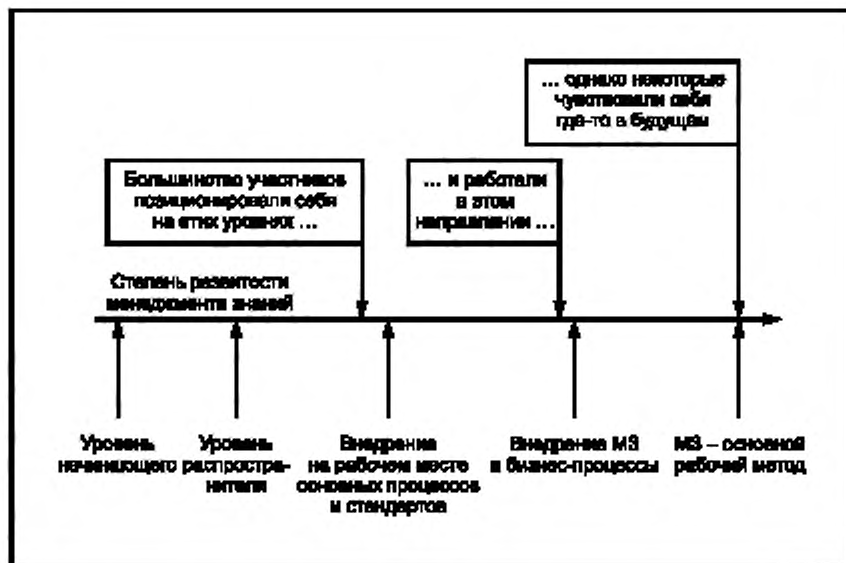 ... однако некоторые
чувствовали себя
где-то в будущем
Большинство участников
позиционировали себя
на этих уровнях ...
... и работали
в этом
направлении ...
Степень развитости
менеджмента знаний
Уровень
начинающего
Уровень
распростра-
нителя
Внедрение
на рабочем месте
основных процессов
и стандартов
Внедрение МЗ
в бизнес-процессы
МЗ – основной
рабочий метод